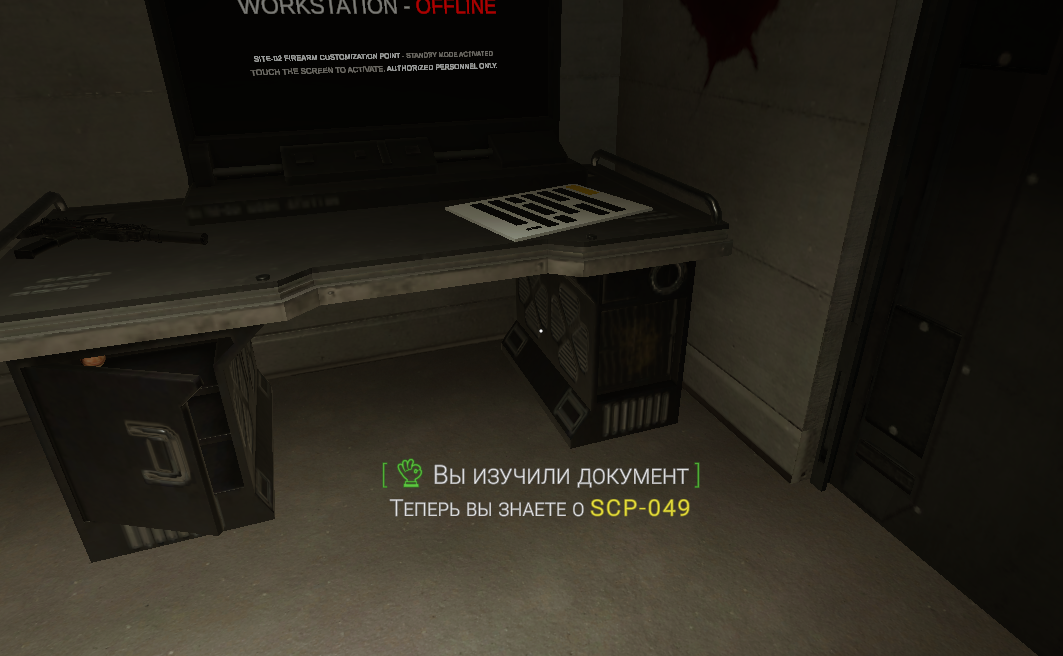 WORKSTATION - OFFLINE
SITE-02 FIREARM CUSTOMIZATION POINT - STANDBY MODE ACTIVATED
TOUCH THE SCREEN TO ACTIVATE. AUTHORIZED PERSONNEL ONLY.
[ Вы изучили документ ]
Теперь вы знаете о SCP-049